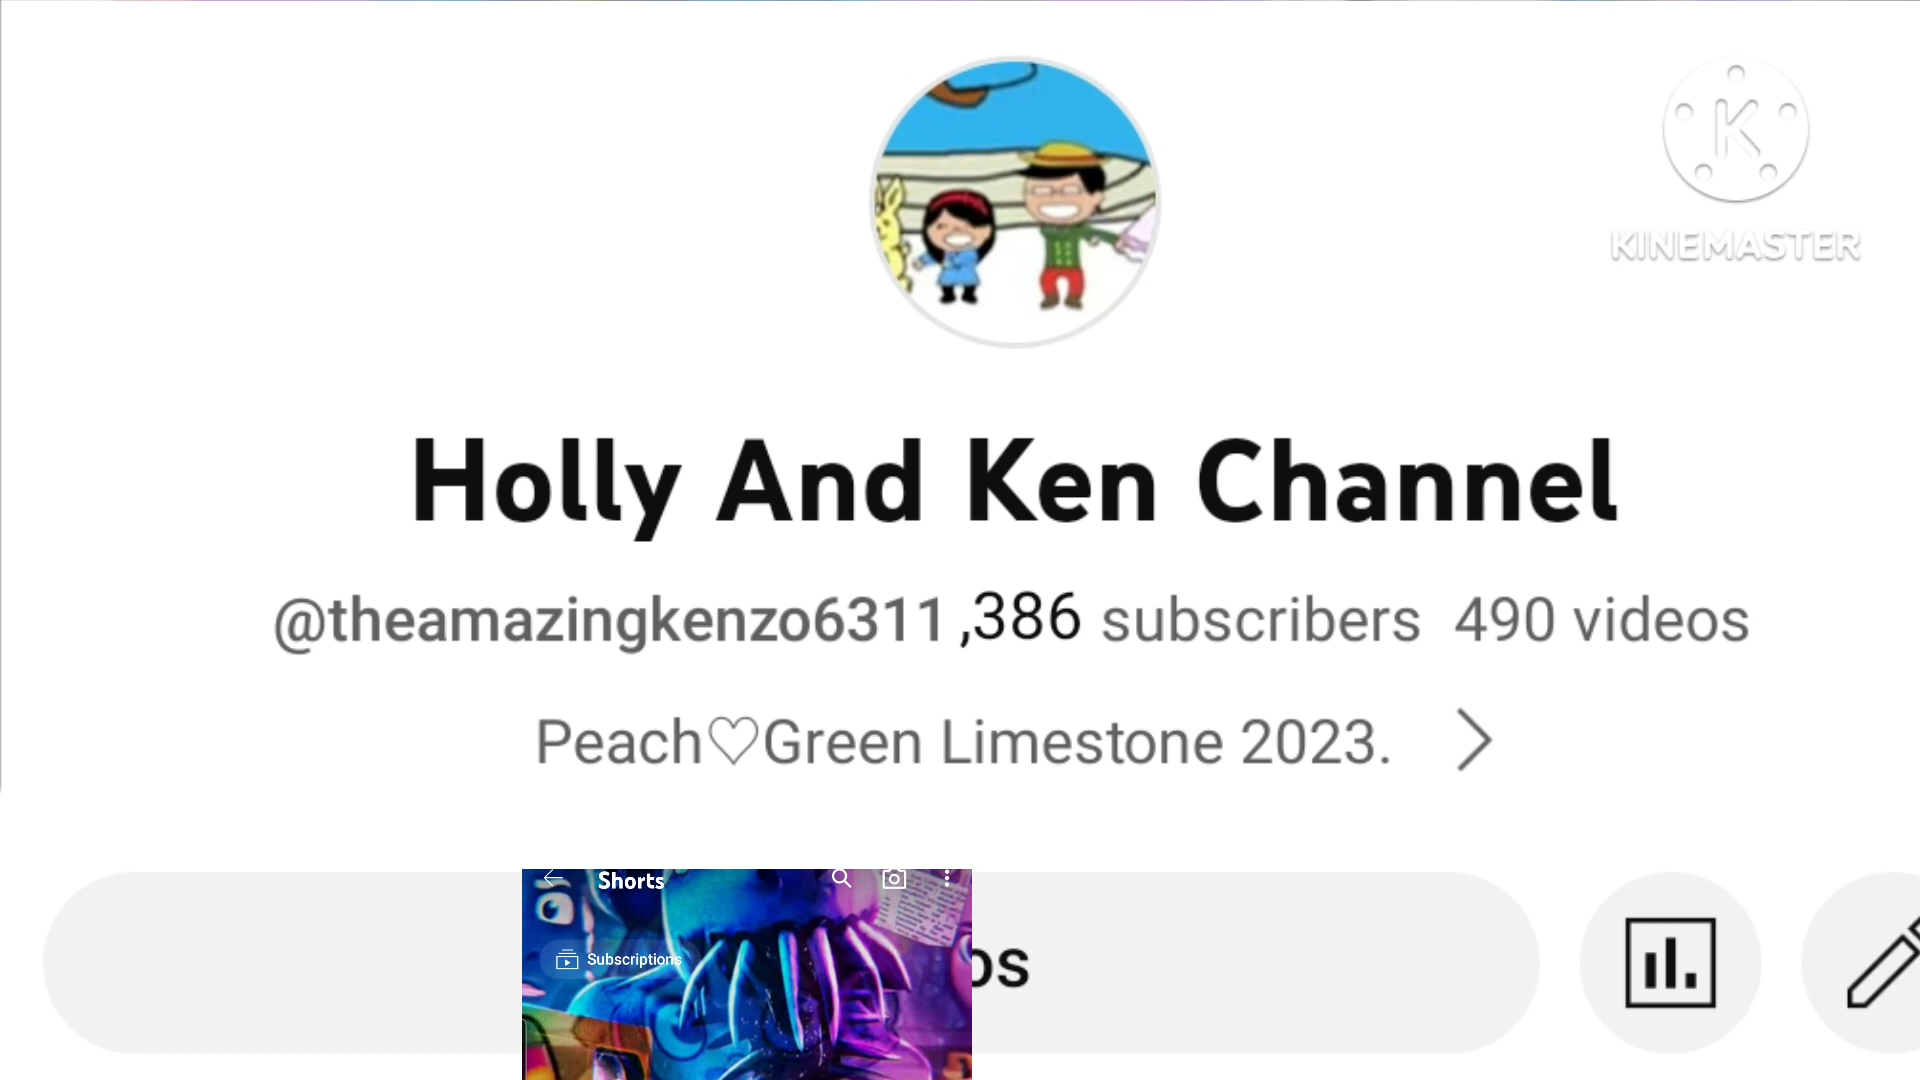 K
KINEMASTER
Holly And Ken Channel
@theamazingkenzo6311 ,386 subscribers 490 videos
Peach♡Green Limestone 2023.
Shorts
Subscriptions
os